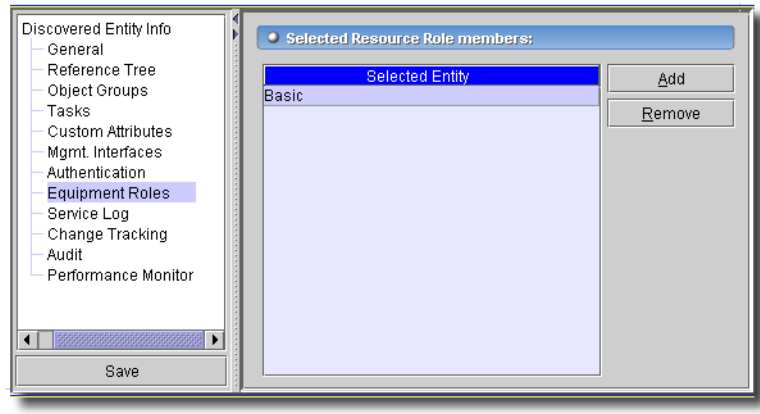 Discovered Entity Info
General
Reference Tree
Object Groups
Tasks
Custom Attributes
Mgmt. Interfaces
Authentication
Equipment Roles
Service Log
Change Tracking
Audit
Performance Monitor
Save
Selected Resource Role members:
Selected Entity
Basic
Add
Remove